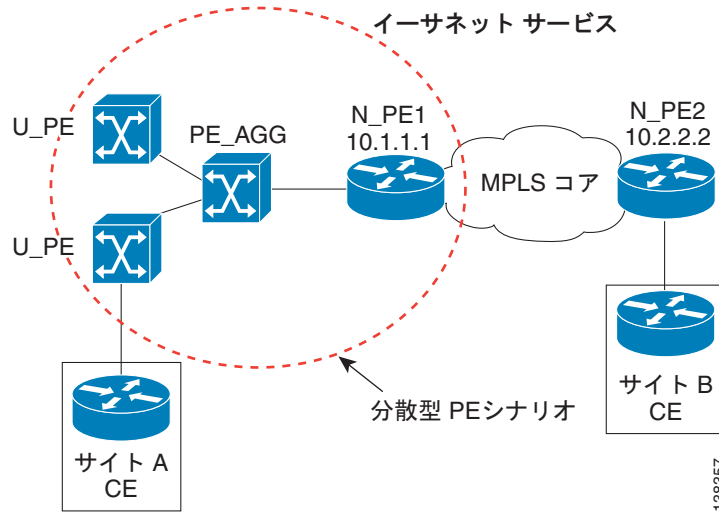 イーサネット サービス
U_PE
PE_AGG
N_PE1
10.1.1.1
N_PE2
10.2.2.2
MPLS コア
U_PE
サイト A
CE
分散型 PEシナリオ
サイト B
CE
138357